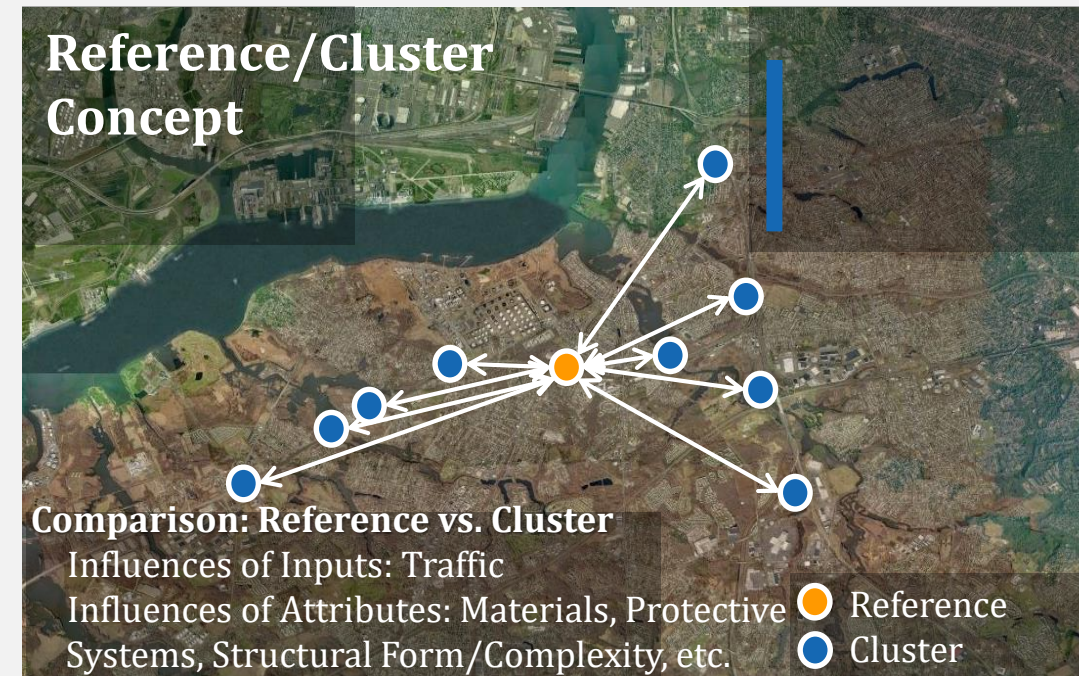 Reference/Cluster
Concept
Comparison: Reference vs. Cluster
Influences of Inputs: Traffic
Influences of Attributes: Materials, Protective
Systems, Structural Form/Complexity, etc.
Reference
Cluster